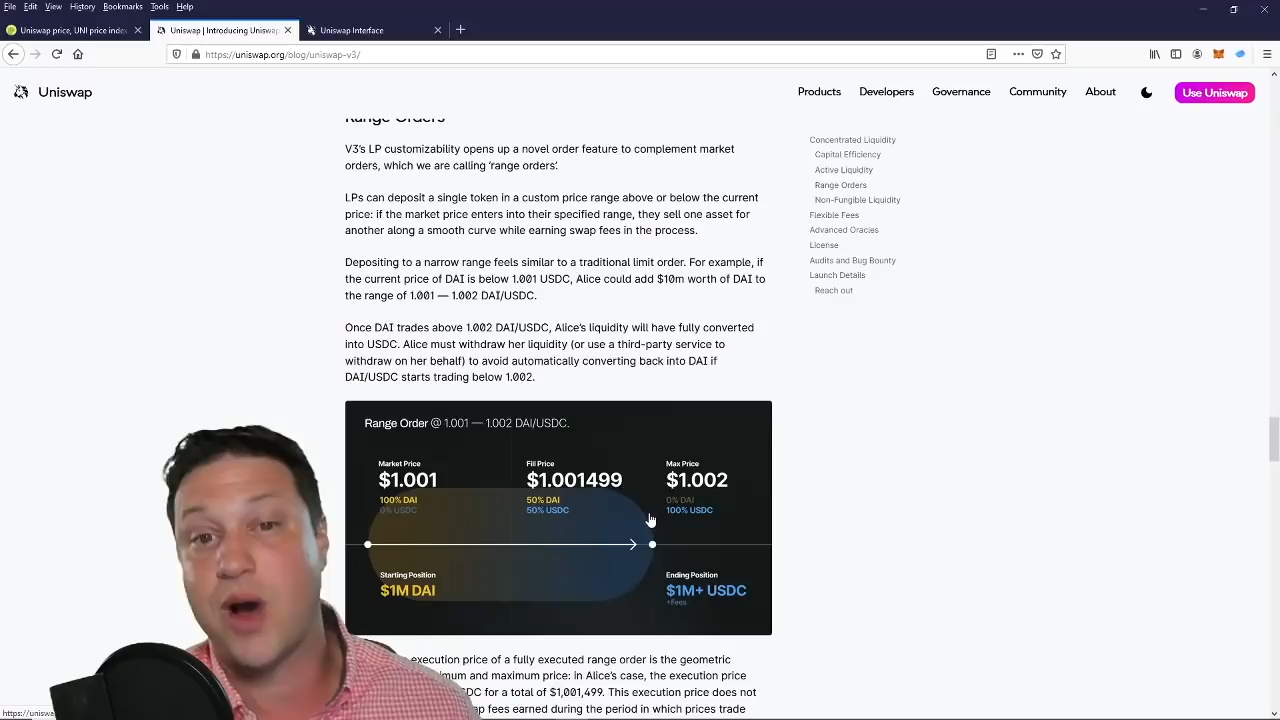 File Edit View History Bookmarks Tools Help
Uniswap price, UNI price index
Uniswap | Introducing Uniswap
Uniswap Interface
https://uniswap.org/blog/uniswap-v3/
Uniswap
Products Developers Governance Community About Use Uniswap
Range Orders
V3's LP customizability opens up a novel order feature to complement market
orders, which we are calling 'range orders'.
LPs can deposit a single token in a custom price range above or below the current
price: if the market price enters into their specified range, they sell one asset for
another along a smooth curve while earning swap fees in the process.
Depositing to a narrow range feels similar to a traditional limit order. For example, if
the current price of DAI is below 1.001 USDC, Alice could add $10m worth of DAI to
the range of 1.001 — 1.002 DAI/USDC.
Once DAI trades above 1.002 DAI/USDC, Alice's liquidity will have fully converted
into USDC. Alice must withdraw her liquidity (or use a third-party service to
withdraw on her behalf) to avoid automatically converting back into DAI if
DAI/USDC starts trading below 1.002.
Range Order @ 1.001 — 1.002 DAI/USDC.
Market Price
$1.001
100% DAI
0% USDC
Fill Price
$1.001499
50% DAI
50% USDC
Max Price
$1.002
0% DAI
100% USDC
Starting Position
$1M DAI
Ending Position
$1M+ USDC
+Fees
execution price of a fully executed range order is the geometric
and maximum price: in Alice's case, the execution price
for a total of $1,001,499. This execution price does not
fees earned during the period in which prices trade
Concentrated Liquidity
Capital Efficiency
Active Liquidity
Range Orders
Non-Fungible Liquidity
Flexible Fees
Advanced Oracles
License
Audits and Bug Bounty
Launch Details
Reach out
https://uniswa